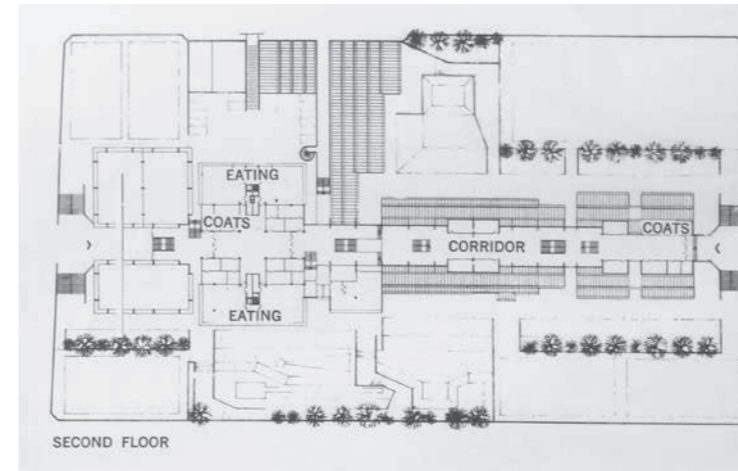 EATING
COATS
COATS
CORRIDOR
EATING
SECOND FLOOR